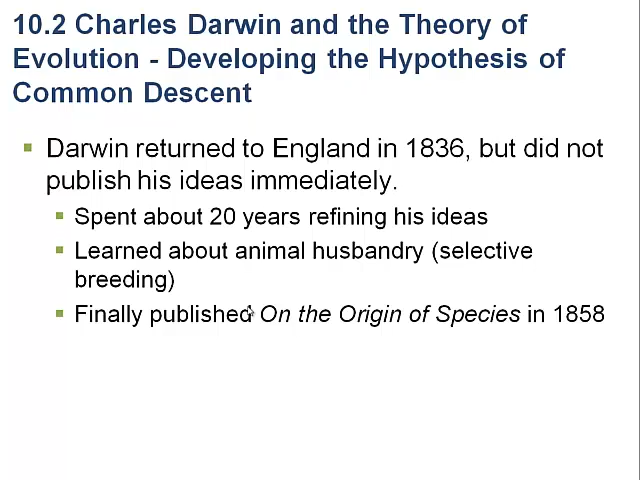 10.2 Charles Darwin and the Theory of
Evolution - Developing the Hypothesis of
Common Descent
Darwin returned to England in 1836, but did not
publish his ideas immediately.
Spent about 20 years refining his ideas
Learned about animal husbandry (selective
breeding)
Finally published On the Origin of Species in 1858